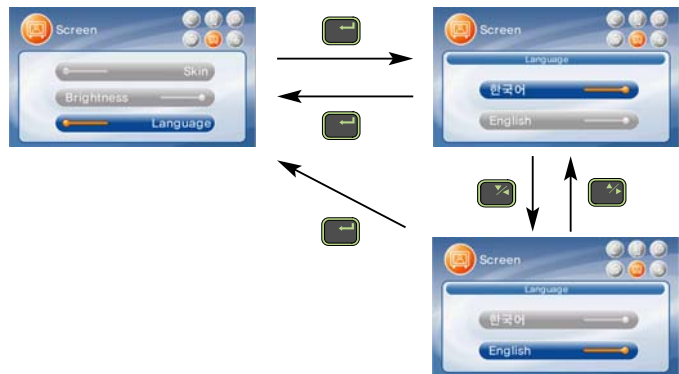 Screen
Skin
Brightness
Language
Screen
Language
한국어
English
Screen
Language
한국어
English